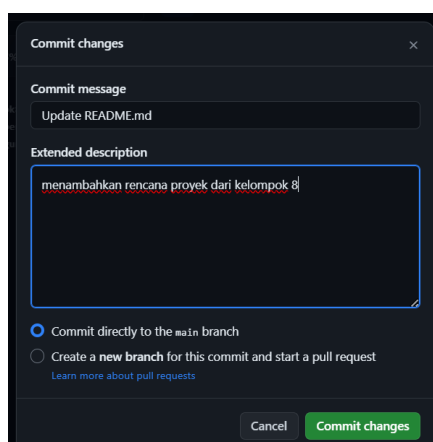 Commit changes
Commit message
Update README.md
Extended description
menambahkan rencana proyek dari kelompok 8
Commit directly to the main branch
Create a new branch for this commit and start a pull request
Learn more about pull requests
Cancel
Commit changes